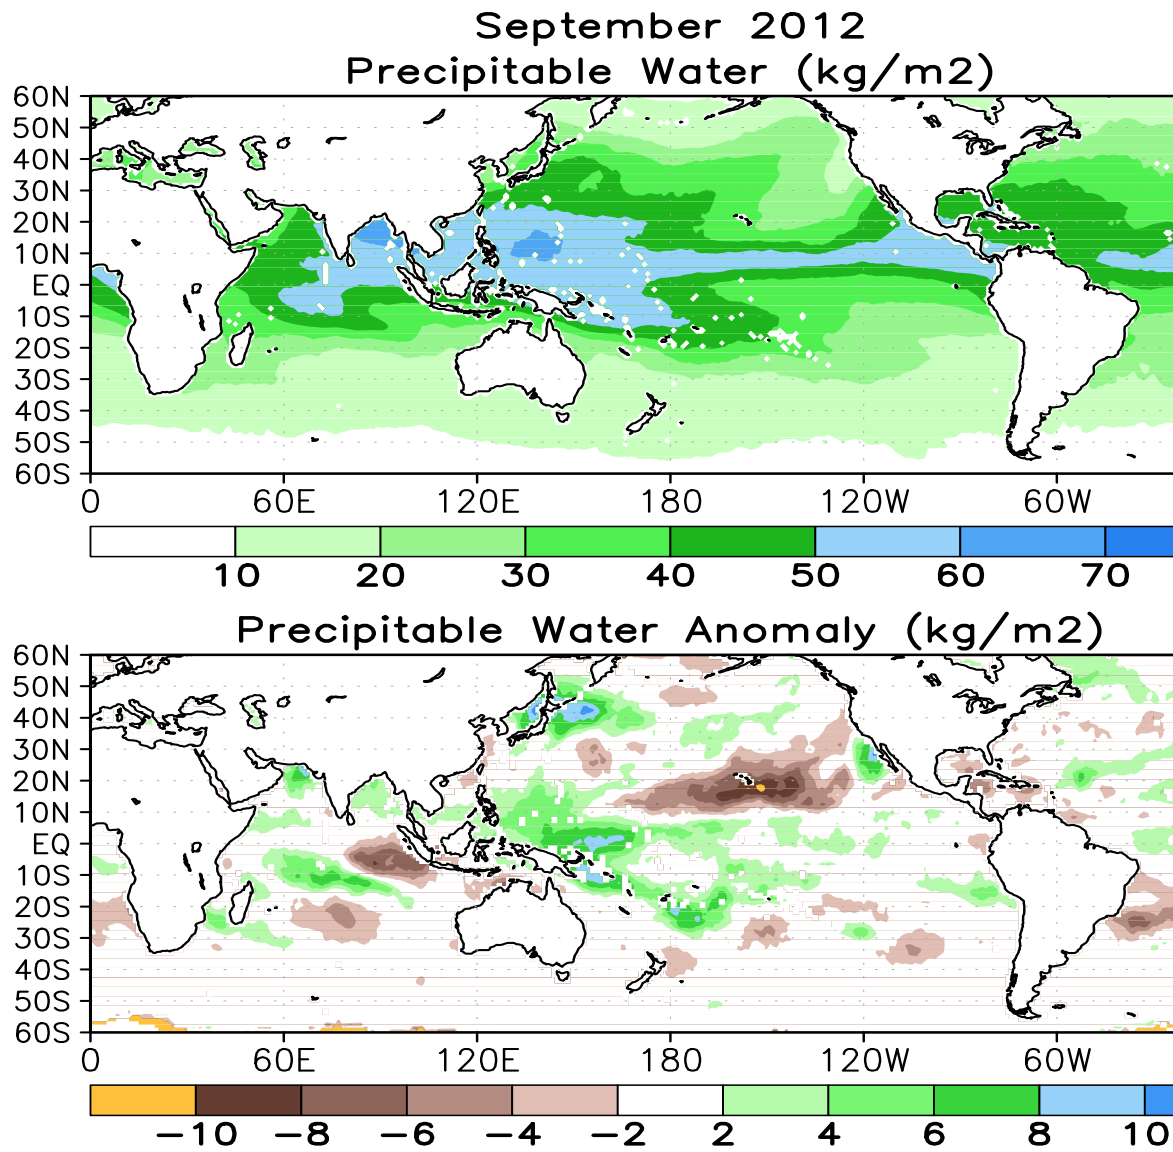 September 2012
Precipitable Water (kg/m2)
60N
50N
40N
30N
20N
10N
EQ
10S
20S
30S
40S
50S
60S
0 60E 120E 180 120W 60W
10 20 30 40 50 60 70
Precipitable Water Anomaly (kg/m2)
60N
50N
40N
30N
20N
10N
EQ
10S
20S
30S
40S
50S
60S
0 60E 120E 180 120W 60W
−10 −8 −6 −4 −2 2 4 6 8 10